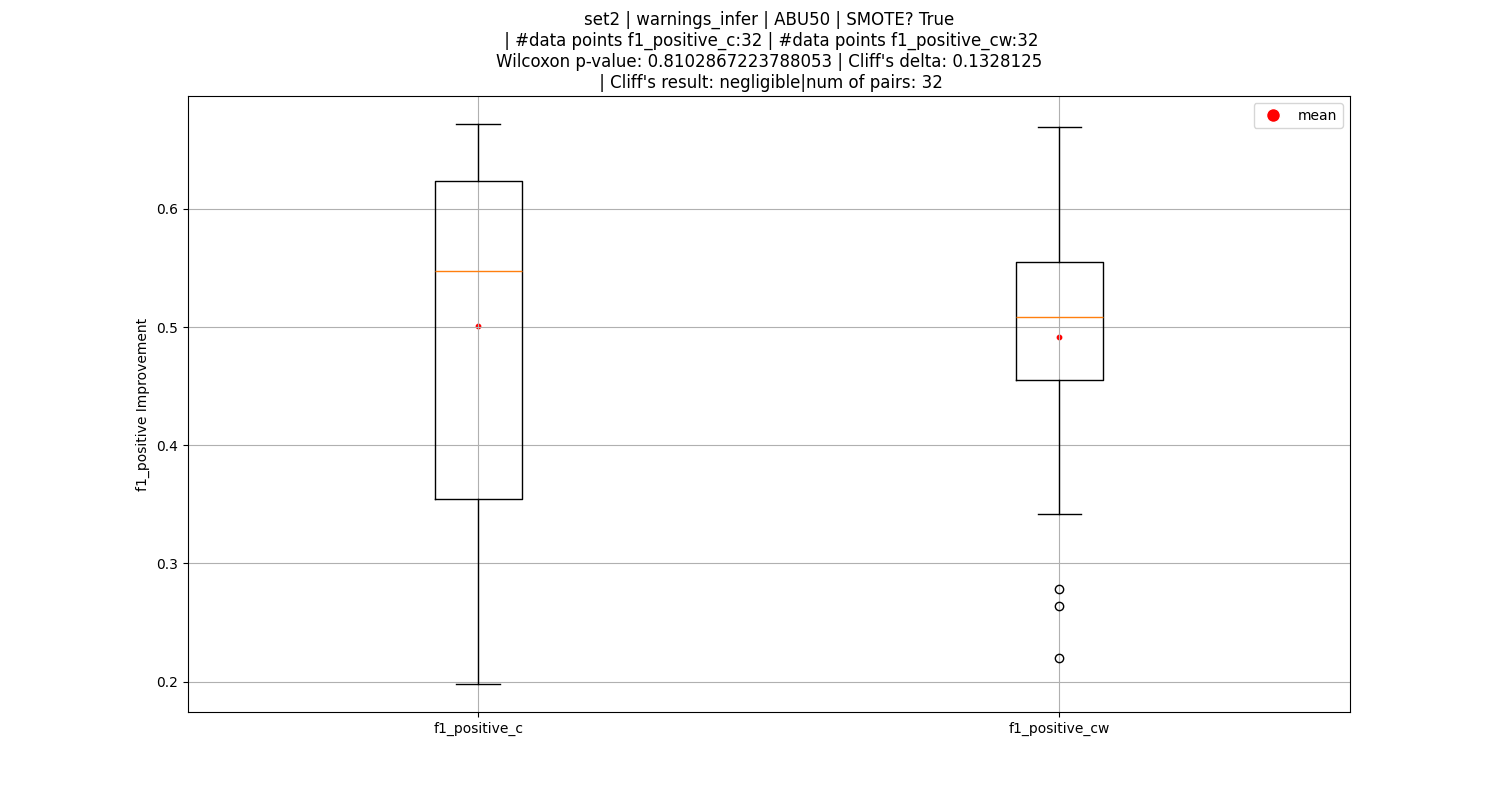 set2 | warnings_infer | ABU50 | SMOTE? True
| #data points f1_positive_c:32 | #data points f1_positive_cw:32
Wilcoxon p-value: 0.8102867223788053 | Cliff's delta: 0.1328125
| Cliff's result: negligible|num of pairs: 32
mean
0.6
0.5
0.4
0.3
0.2
f1_positive Improvement
f1_positive_c
f1_positive_cw